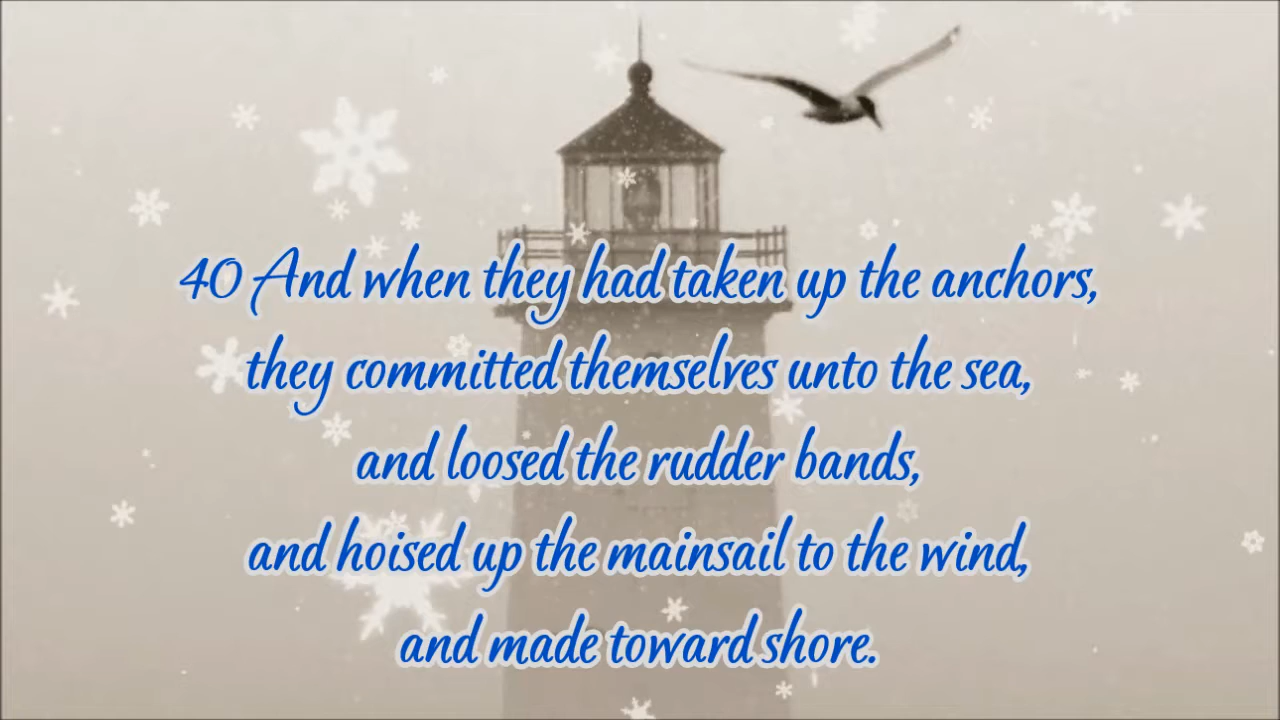 40 And when they had taken up the anchors,
they committed themselves unto the sea,
and loosed the rudder bands,
and hoised up the mainsail to the wind,
and made toward shore.